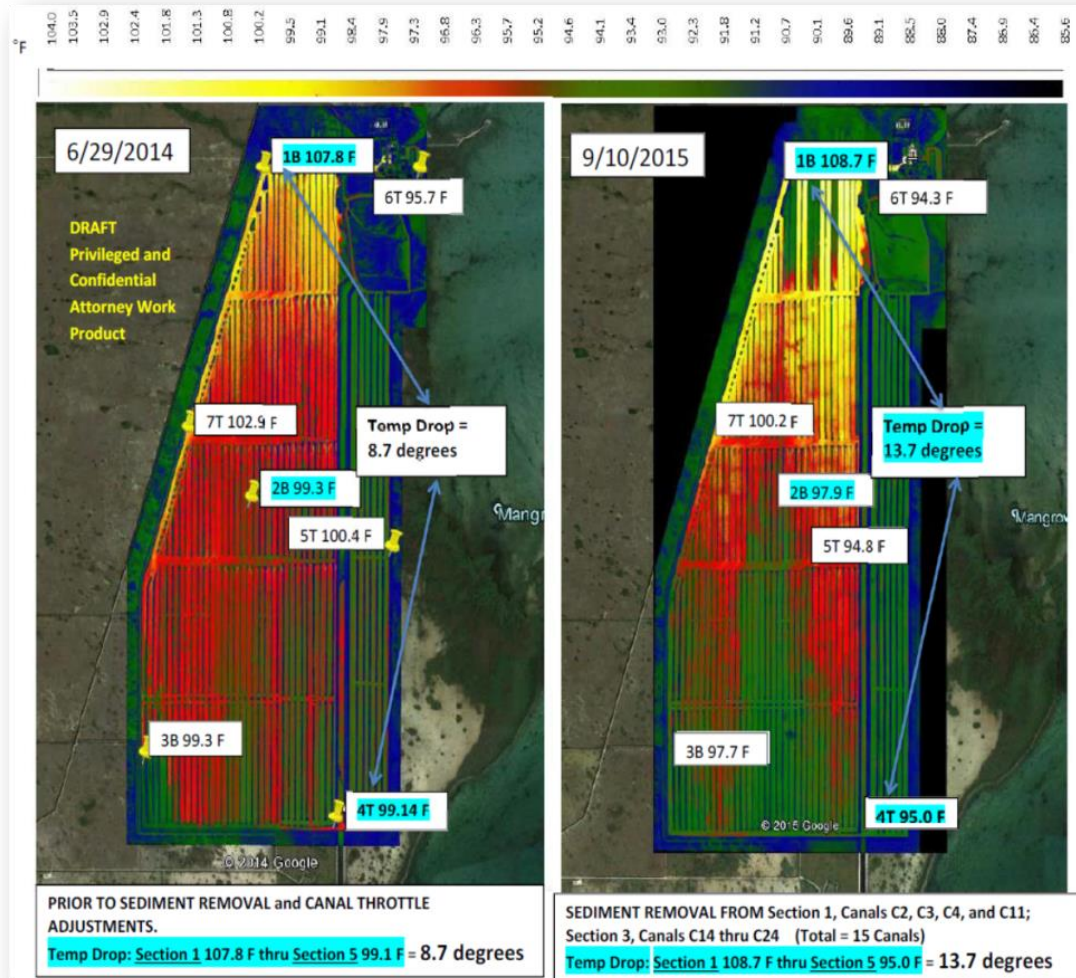 °F
104.0 103.5 102.9 102.4 101.8 101.3 100.8 100.2 99.5 99.1 98.4 97.9 97.3 96.8 96.3 95.7 95.2 94.6 94.1 93.6 93.0 92.3 91.8 91.2 90.7 90.1 89.6 89.1 88.5 88.0 87.4 86.9 86.4 85.6
6/29/2014
1B 107.8 F
6T 95.7 F
DRAFT
Privileged and
Confidential
Attorney Work
Product
7T 102.9 F
Temp Drop =
8.7 degrees
2B 99.3 F
5T 100.4 F
Mangr
3B 99.3 F
4T 99.14 F
© 2014 Google
PRIOR TO SEDIMENT REMOVAL and CANAL THROTTLE
ADJUSTMENTS.
Temp Drop: Section 1 107.8 F thru Section 5 99.1 F = 8.7 degrees
9/10/2015
1B 108.7 F
6T 94.3 F
7T 100.2 F
Temp Drop =
13.7 degrees
2B 97.9 F
5T 94.8 F
Mangrov
3B 97.7 F
4T 95.0 F
© 2015 Google
SEDIMENT REMOVAL FROM Section 1, Canals C2, C3, C4, and C11;
Section 3, Canals C14 thru C24 (Total = 15 Canals)
Temp Drop: Section 1 108.7 F thru Section 5 95.0 F = 13.7 degrees